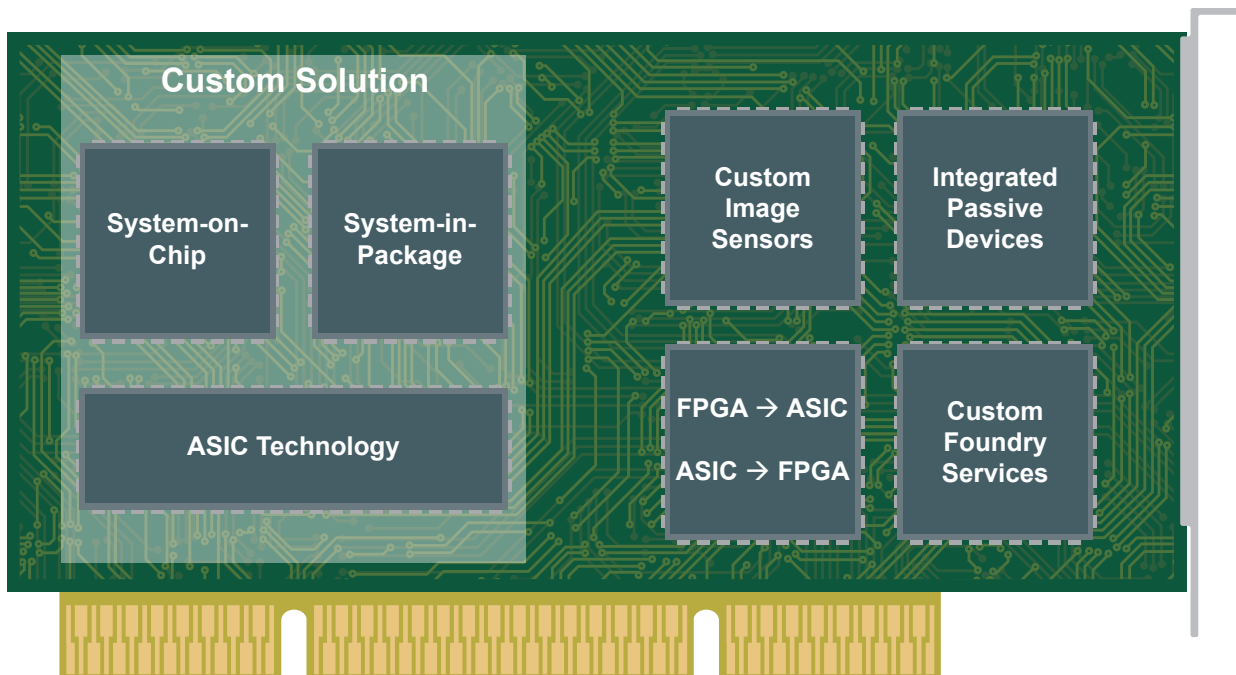 Custom Solution
System-on-
Chip
System-in-
Package
ASIC Technology
Custom
Image
Sensors
Integrated
Passive
Devices
FPGA → ASIC
ASIC → FPGA
Custom
Foundry
Services